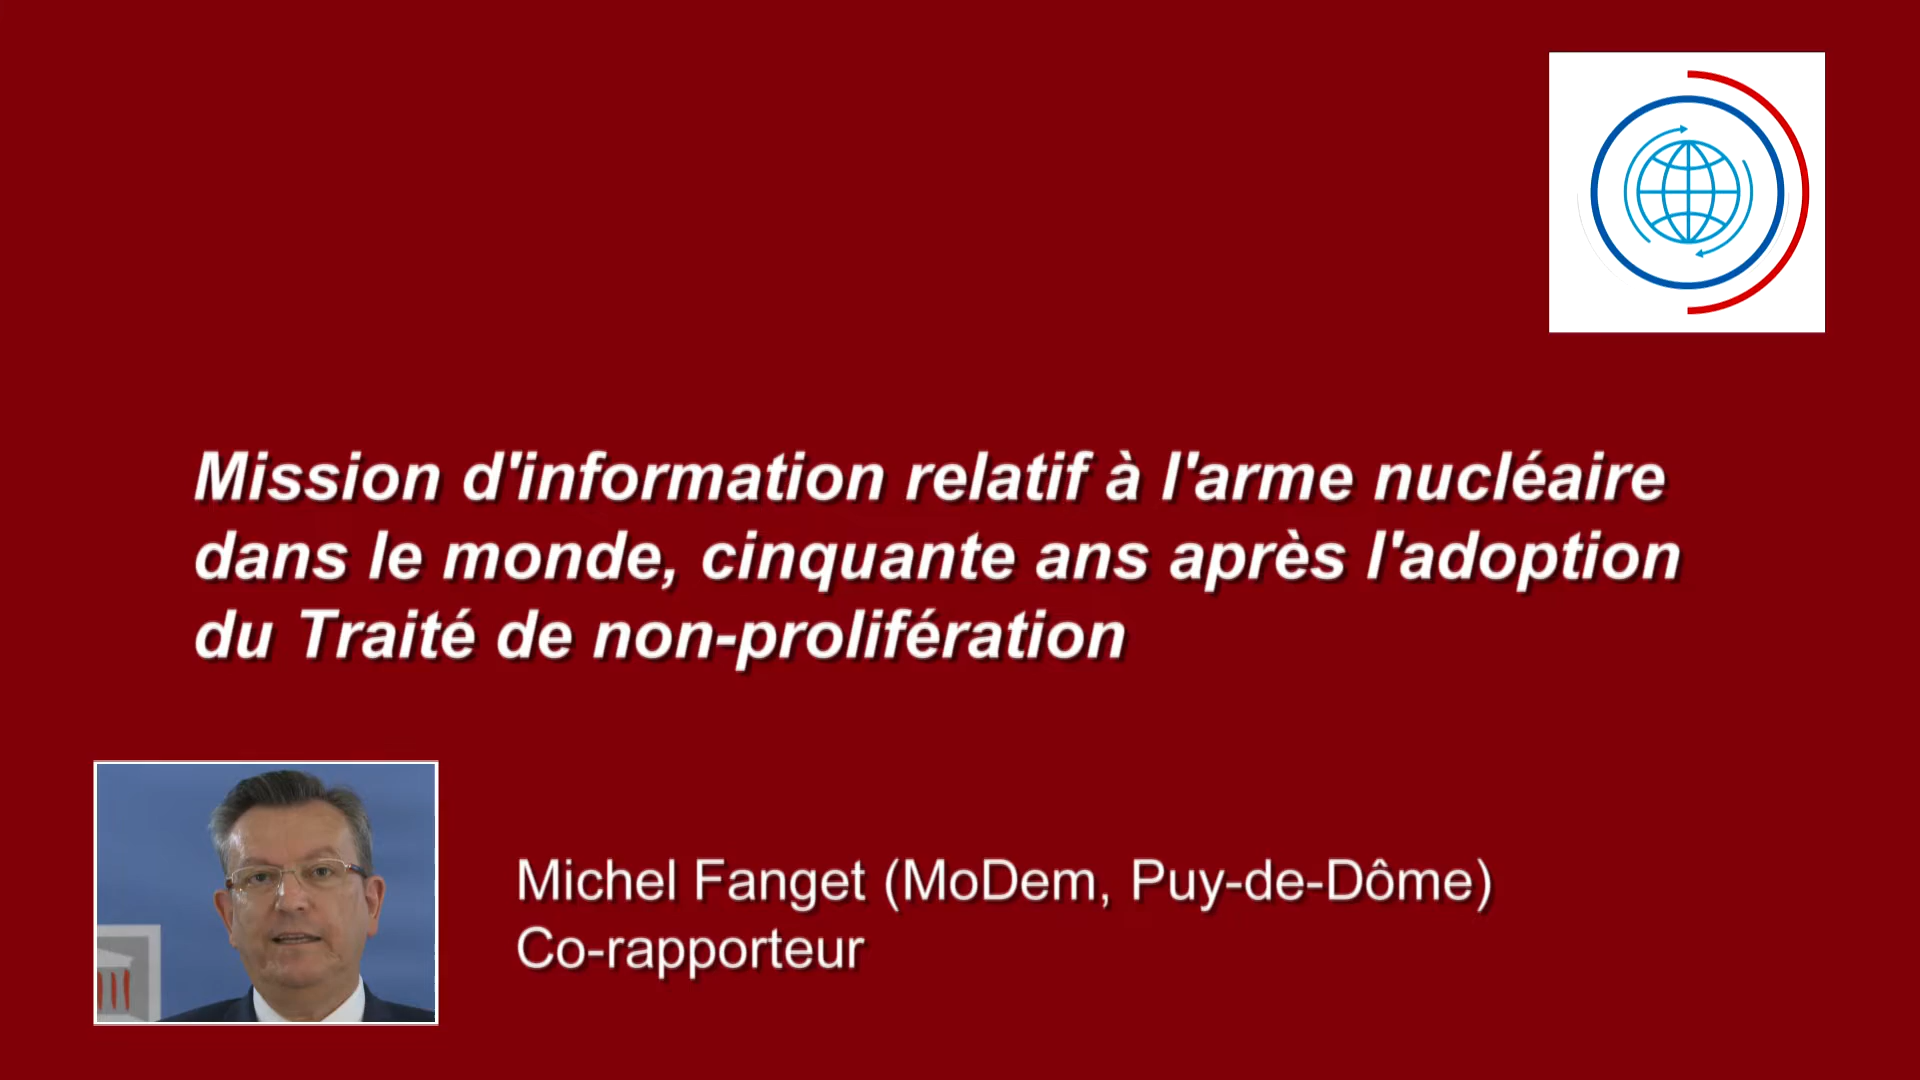 Mission d'information relatif à l'arme nucléaire
dans le monde, cinquante ans après l'adoption
du Traité de non-prolifération
Michel Fanget (MoDem, Puy-de-Dôme)
Co-rapporteur